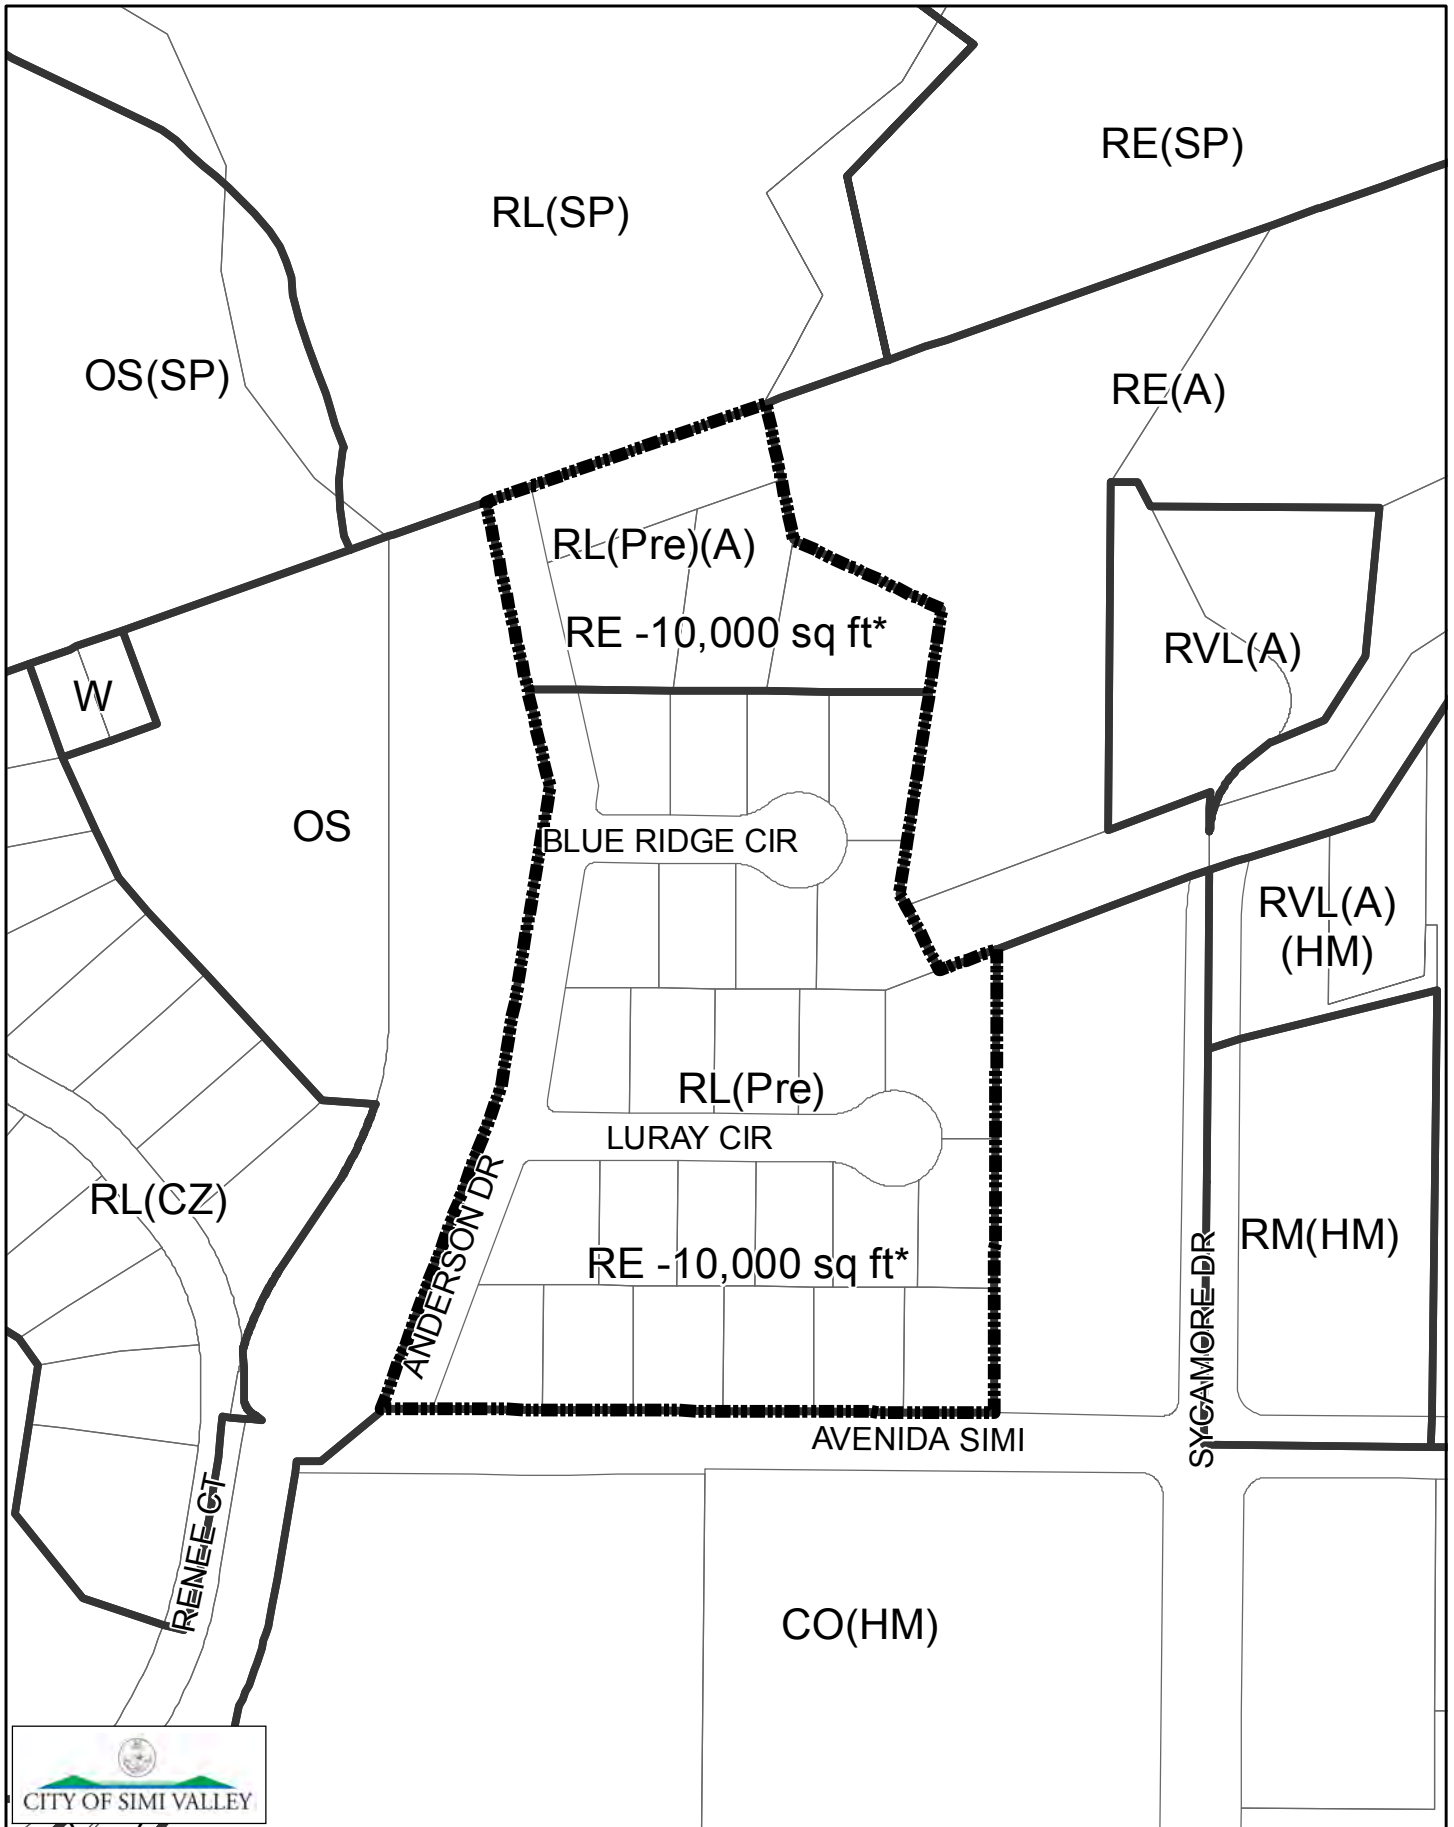 RE(SP)
RL(SP)
OS(SP)
RE(A)
RL(Pre)(A)
RE -10,000 sq ft*
RVL(A)
W
OS
BLUE RIDGE CIR
RVL(A)
(HM)
RL(Pre)
LURAY CIR
ANDERSON DR
RL(CZ)
RM(HM)
RE -10,000 sq ft*
SYCAMORE DR
AVENIDA SIMI
RENEE CT
CO(HM)
CITY OF SIMI VALLEY